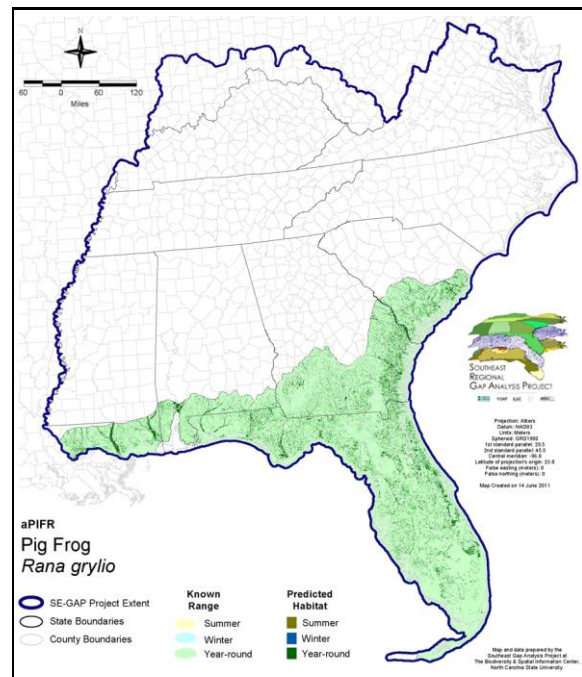 N
60 0 60 120
Miles
SOUTHEAST
REGIONAL
GAP ANALYSIS PROJECT
Projection: Albers
Datum: NAD83
Units: Meters
Spheroid: GRS1980
1st standard parallel: 29.5
2nd standard parallel: 45.5
Central meridian: -96.0
Latitude of projection's origin: 23.0
False easting (meters): 0
False northing (meters): 0
Map Created on 14 June 2011
aPIFR
Pig Frog
Rana grylio
SE-GAP Project Extent
State Boundaries
County Boundaries
Known
Range
Summer
Winter
Year-round
Predicted
Habitat
Summer
Winter
Year-round
Map and data prepared by the
Southeast Gap Analysis Project at
The Biodiversity & Spatial Information Center,
North Carolina State University.